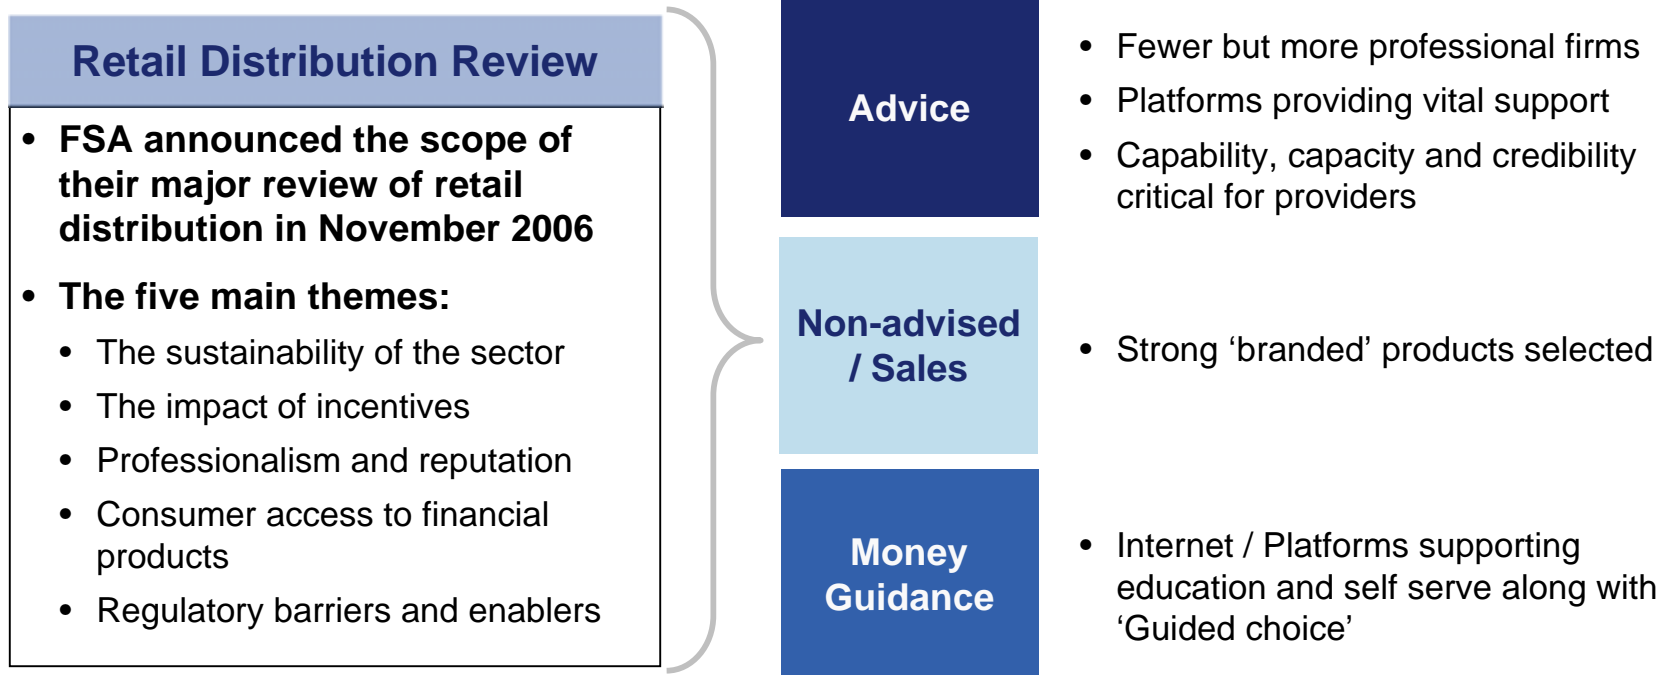 Retail Distribution Review
• FSA announced the scope of
their major review of retail
distribution in November 2006
• The five main themes:
• The sustainability of the sector
• The impact of incentives
• Professionalism and reputation
• Consumer access to financial
products
• Regulatory barriers and enablers
Advice
• Fewer but more professional firms
• Platforms providing vital support
• Capability, capacity and credibility
critical for providers
Non-advised
/ Sales
• Strong ‘branded’ products selected
Money
Guidance
• Internet / Platforms supporting
education and self serve along with
‘Guided choice’